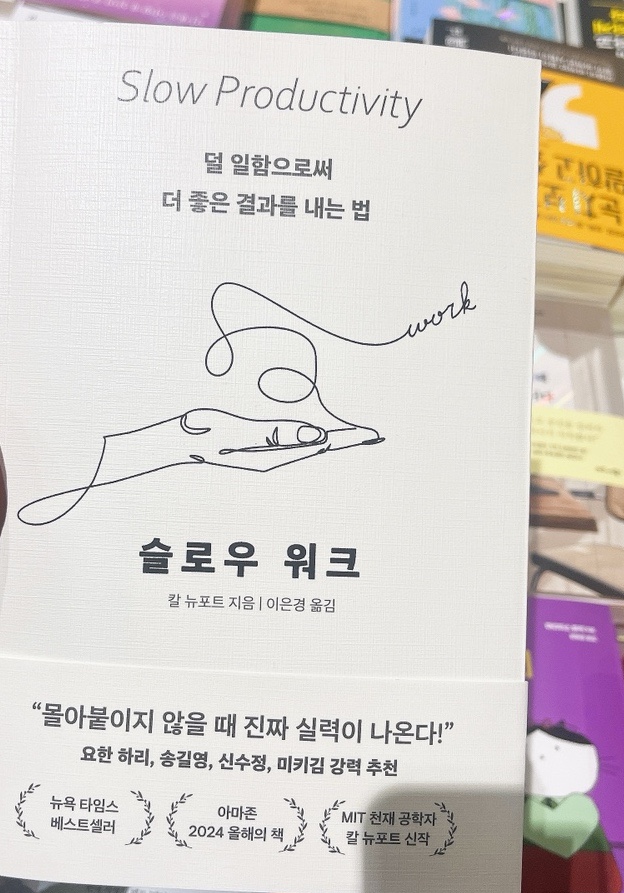 Slow Productivity
덜 일함으로써
더 좋은 결과를 내는 법
work
슬로우 워크
칼 뉴포트 지음 | 이은경 옮김
“몰아붙이지 않을 때 진짜 실력이 나온다!”
요한 하리, 송길영, 신수정, 미키김 강력 추천
뉴욕 타임스
베스트셀러
아마존
2024 올해의 책
MIT 천재 공학자
칼 뉴포트 신작